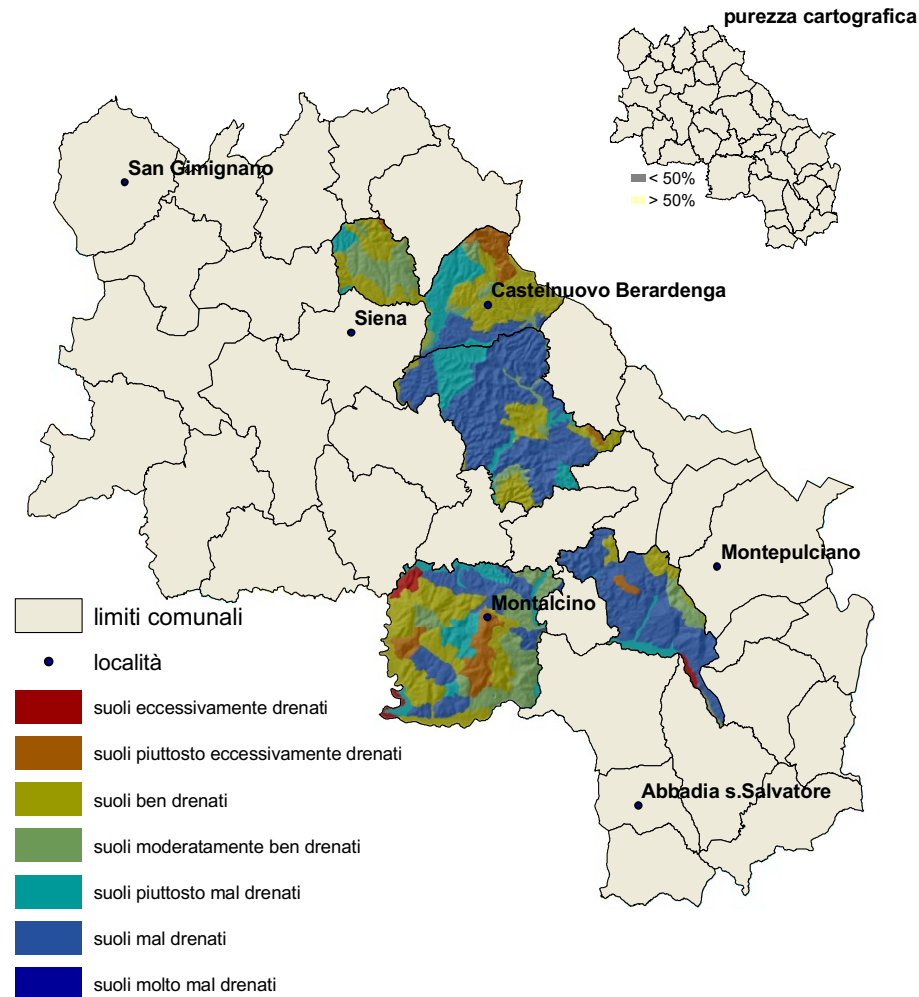 purezza cartografica
< 50%
> 50%
San Gimignano
Castelnuovo Berardenga
Siena
Montepulciano
Montalcino
Abbadia s.Salvatore
limiti comunali
località
suoli eccessivamente drenati
suoli piuttosto eccessivamente drenati
suoli ben drenati
suoli moderatamente ben drenati
suoli piuttosto mal drenati
suoli mal drenati
suoli molto mal drenati